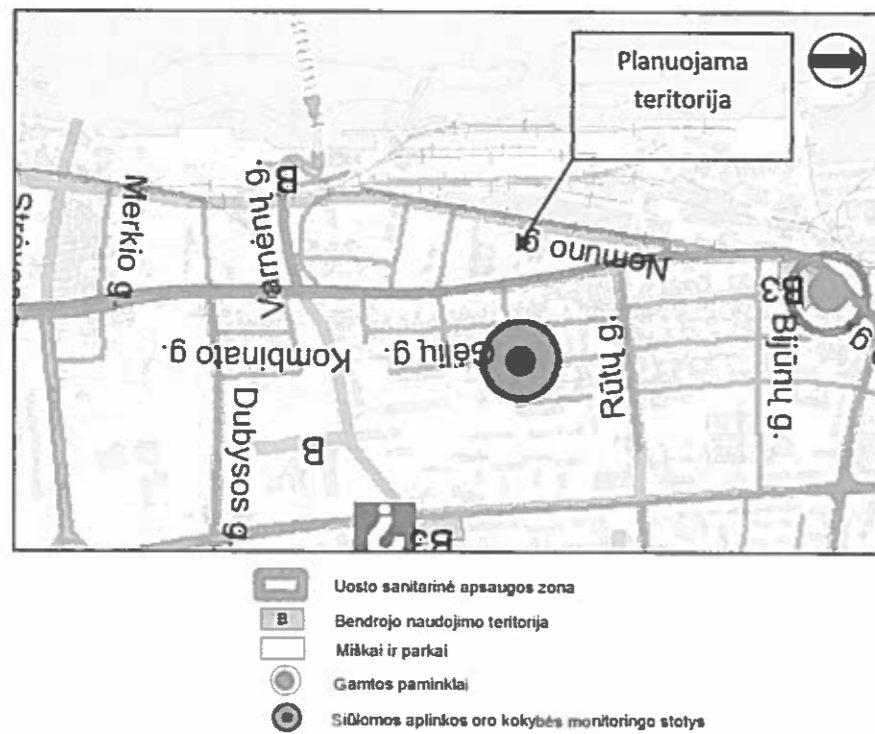 Planuojama
teritorija
Merkio g.
Varnėnų g.
B
Nemuno g.
Kombinato g.
Gėlių g.
Rūtų g.
B3
Bijūnų g.
Dubysos g.
B
i
B3
Uosto sanitarinė apsaugos zona
B Bendrojo naudojimo teritorija
Miškai ir parkai
Gamtos paminklai
Siūlomos aplinkos oro kokybės monitoringo stotys